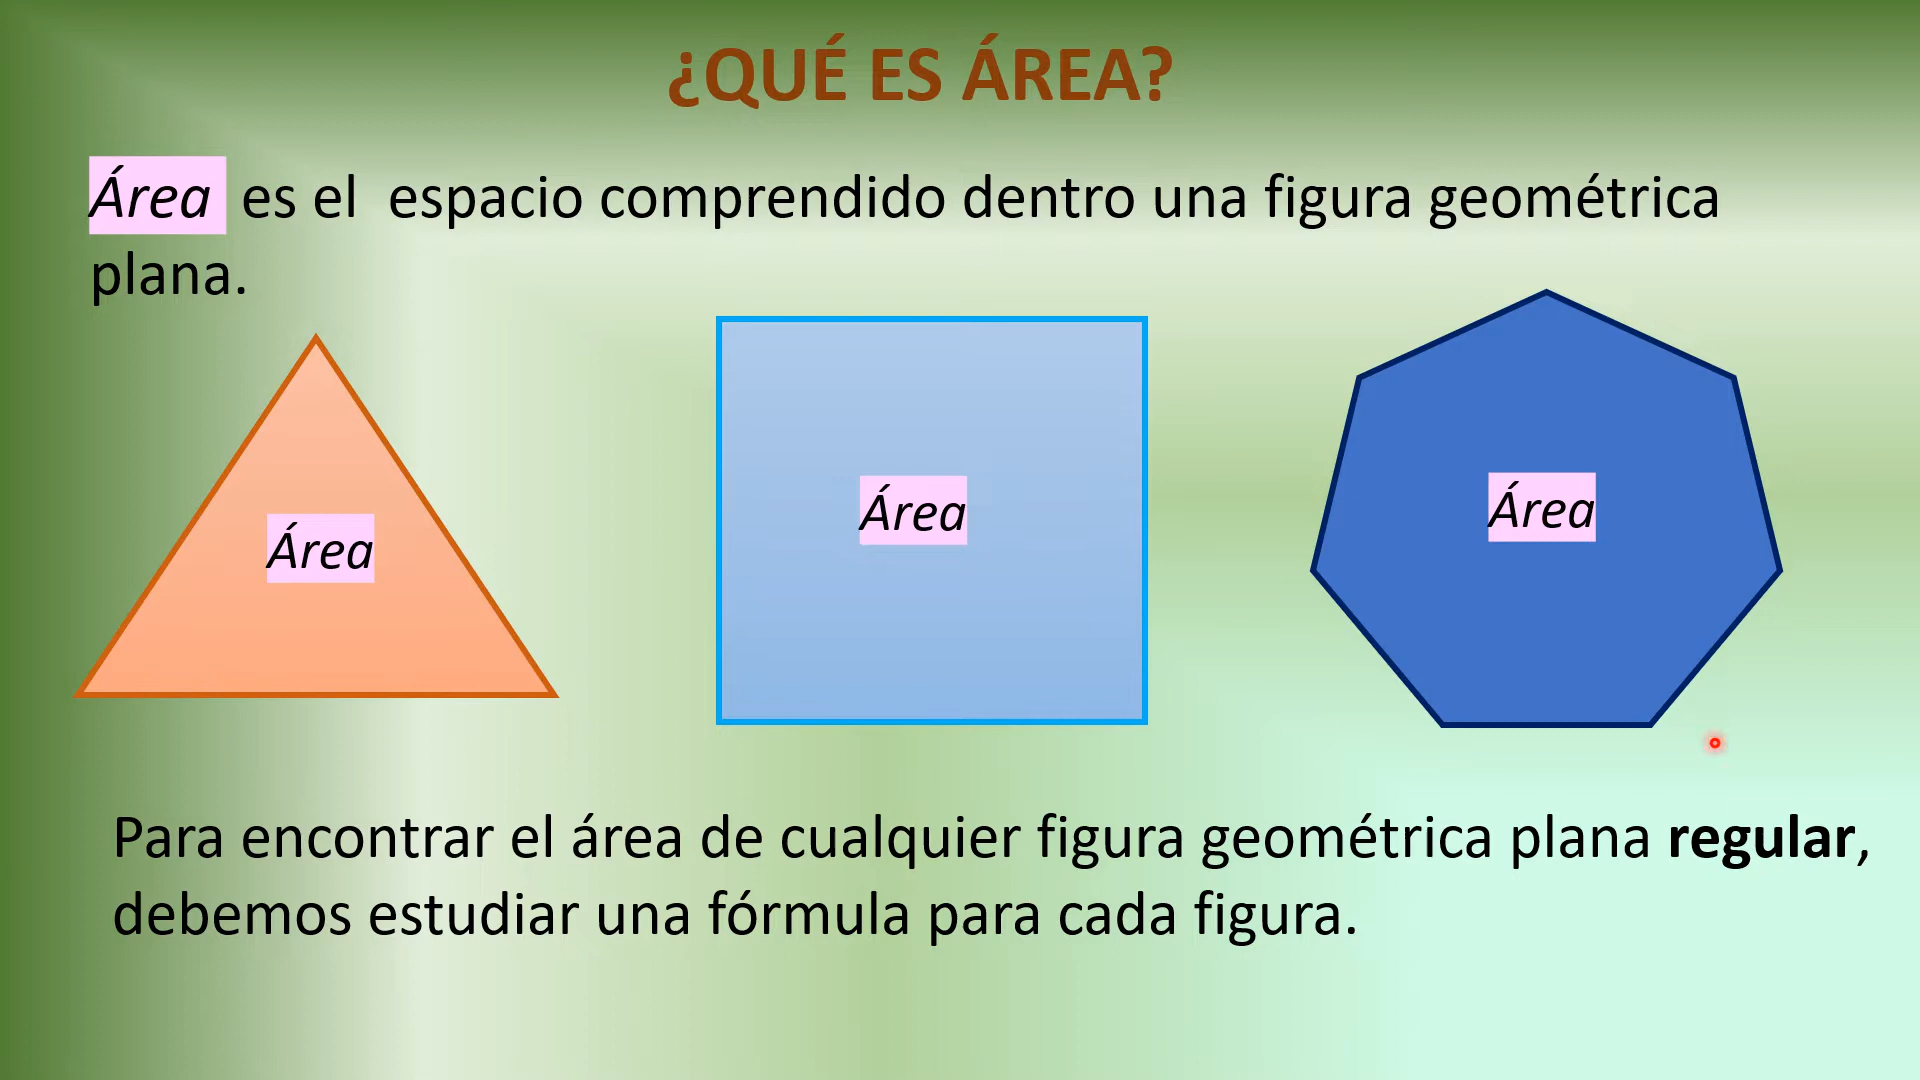 ¿QUÉ ES ÁREA?
Área es el espacio comprendido dentro una figura geométrica
plana.
Área
Área
Área
Para encontrar el área de cualquier figura geométrica plana regular,
debemos estudiar una fórmula para cada figura.